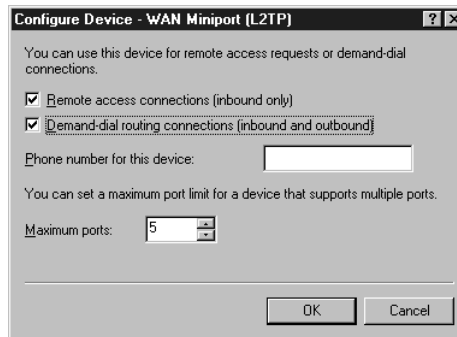 Configure Device - WAN Miniport (L2TP)
You can use this device for remote access requests or demand-dial
connections.
Remote access connections (inbound only)
Demand-dial routing connections (inbound and outbound)
Phone number for this device:
You can set a maximum port limit for a device that supports multiple ports.
Maximum ports: 5
OK Cancel